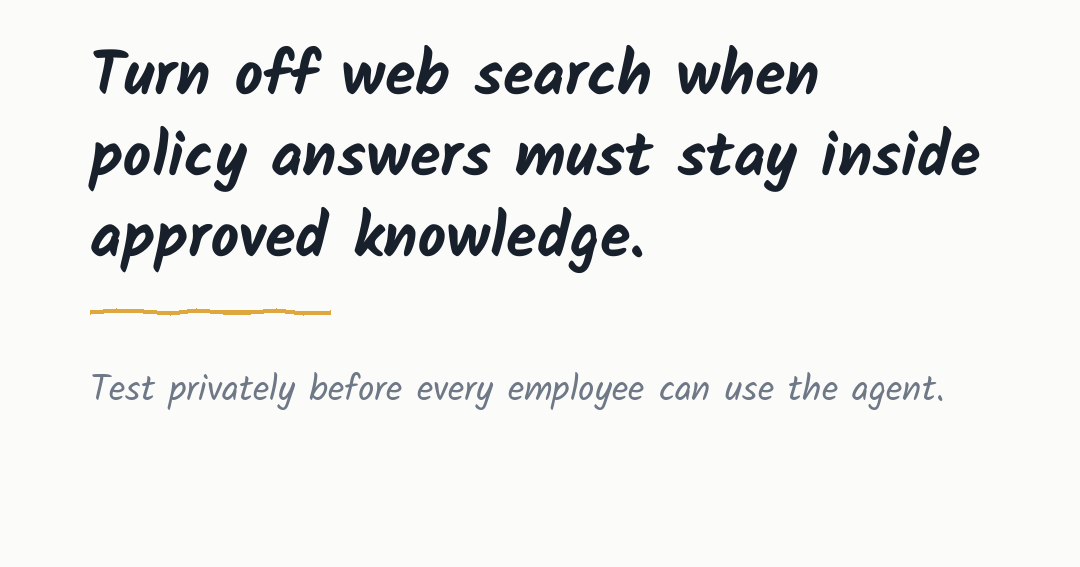 Turn off web search when
policy answers must stay inside
approved knowledge.
Test privately before every employee can use the agent.